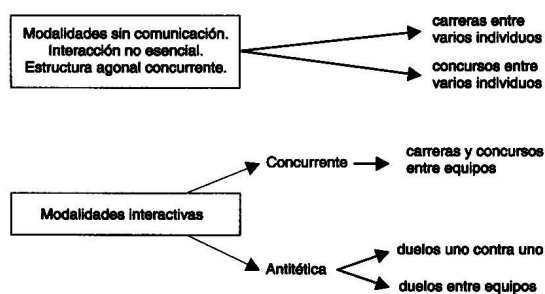 Modalidades sin comunicación.
Interacción no esencial.
Estructura agonal concurrente.
carreras entre
varios individuos
concursos entre
varios individuos
Modalidades interactivas
Concurrente
carreras y concursos
entre equipos
Antitética
duelos uno contra uno
duelos entre equipos